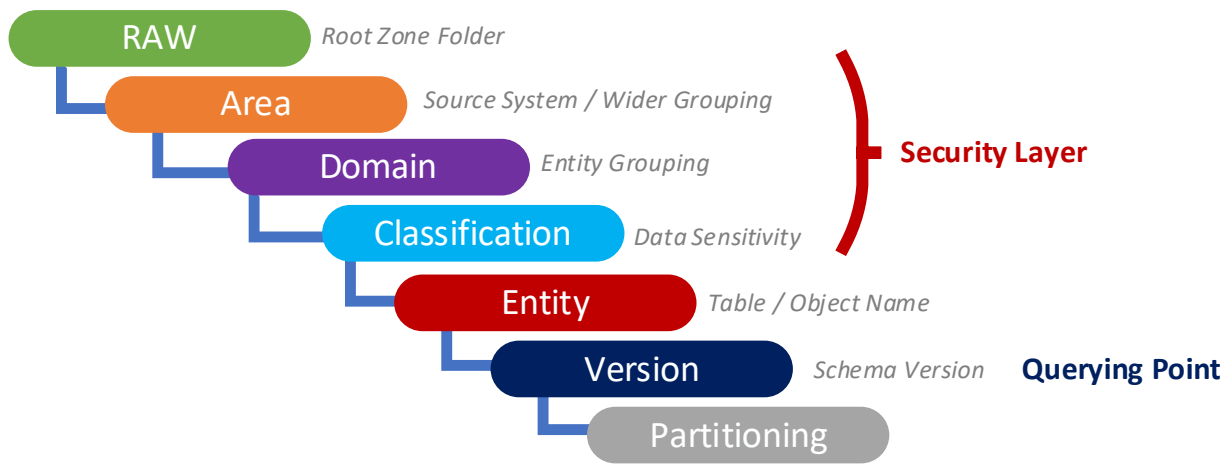 RAW
Root Zone Folder
Area
Source System / Wider Grouping
Domain
Entity Grouping
Security Layer
Classification
Data Sensitivity
Entity
Table / Object Name
Version
Schema Version
Querying Point
Partitioning